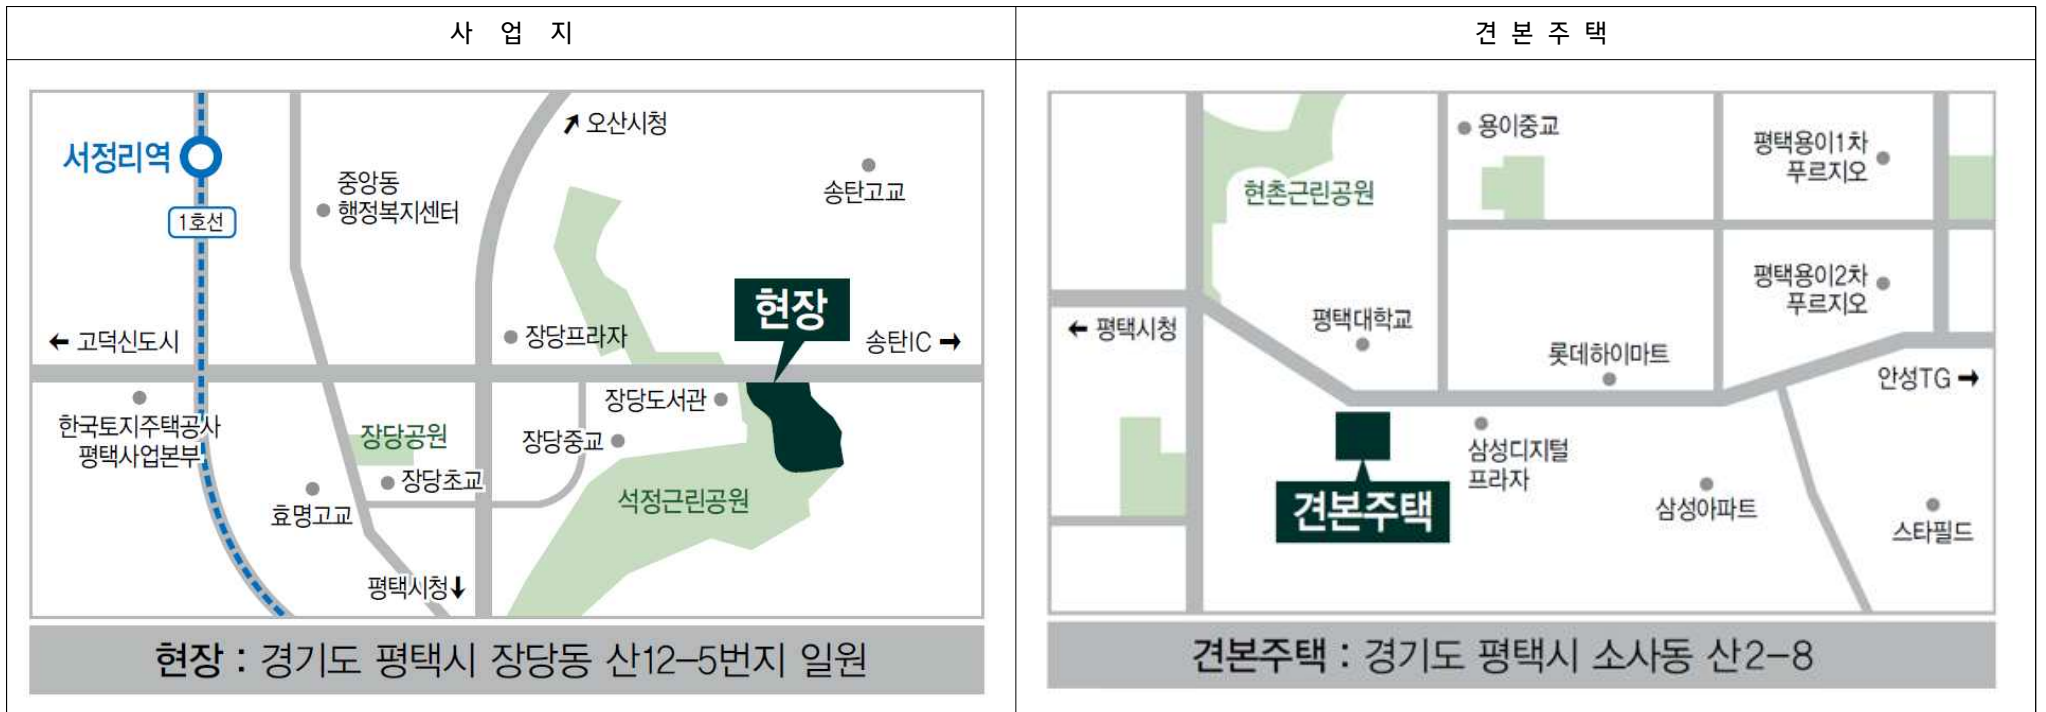 사 업 지
견 본 주 택
서정리역
1호선
중앙동
행정복지센터
↗ 오산시청
송탄고교
현장
← 고덕신도시
장당프라자
송탄IC →
한국토지주택공사
평택사업본부
장당공원
장당도서관
장당중교
장당초교
효명고교
석정근린공원
평택시청↓
현장 : 경기도 평택시 장당동 산12-5번지 일원
용이중교
평택용이1차
푸르지오
현촌근린공원
평택용이2차
푸르지오
← 평택시청
평택대학교
롯데하이마트
안성TG →
삼성디지털
프라자
견본주택
삼성아파트
스타필드
견본주택 : 경기도 평택시 소사동 산2-8